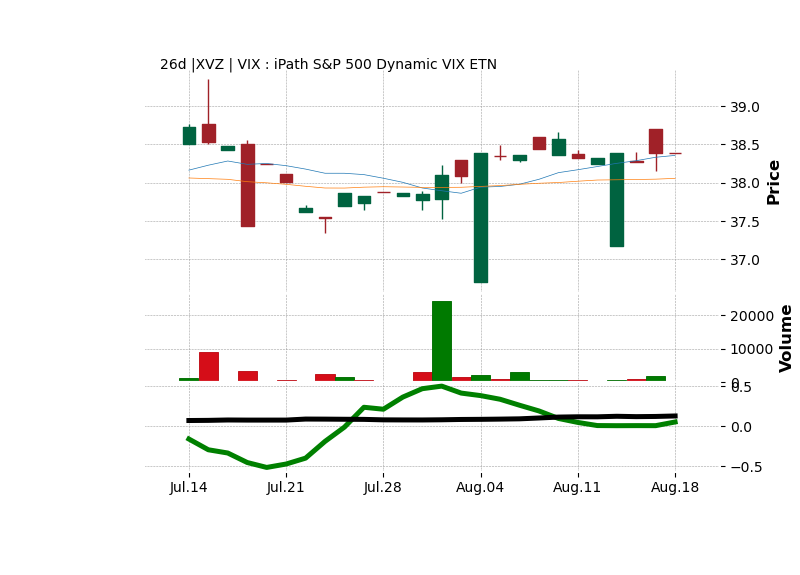 26d |XVZ | VIX : iPath S&P 500 Dynamic VIX ETN
39.0
38.5
38.0
37.5
37.0
Price
20000
10000
0
Volume
0.5
0.0
−0.5
Jul.14 Jul.21 Jul.28 Aug.04 Aug.11 Aug.18